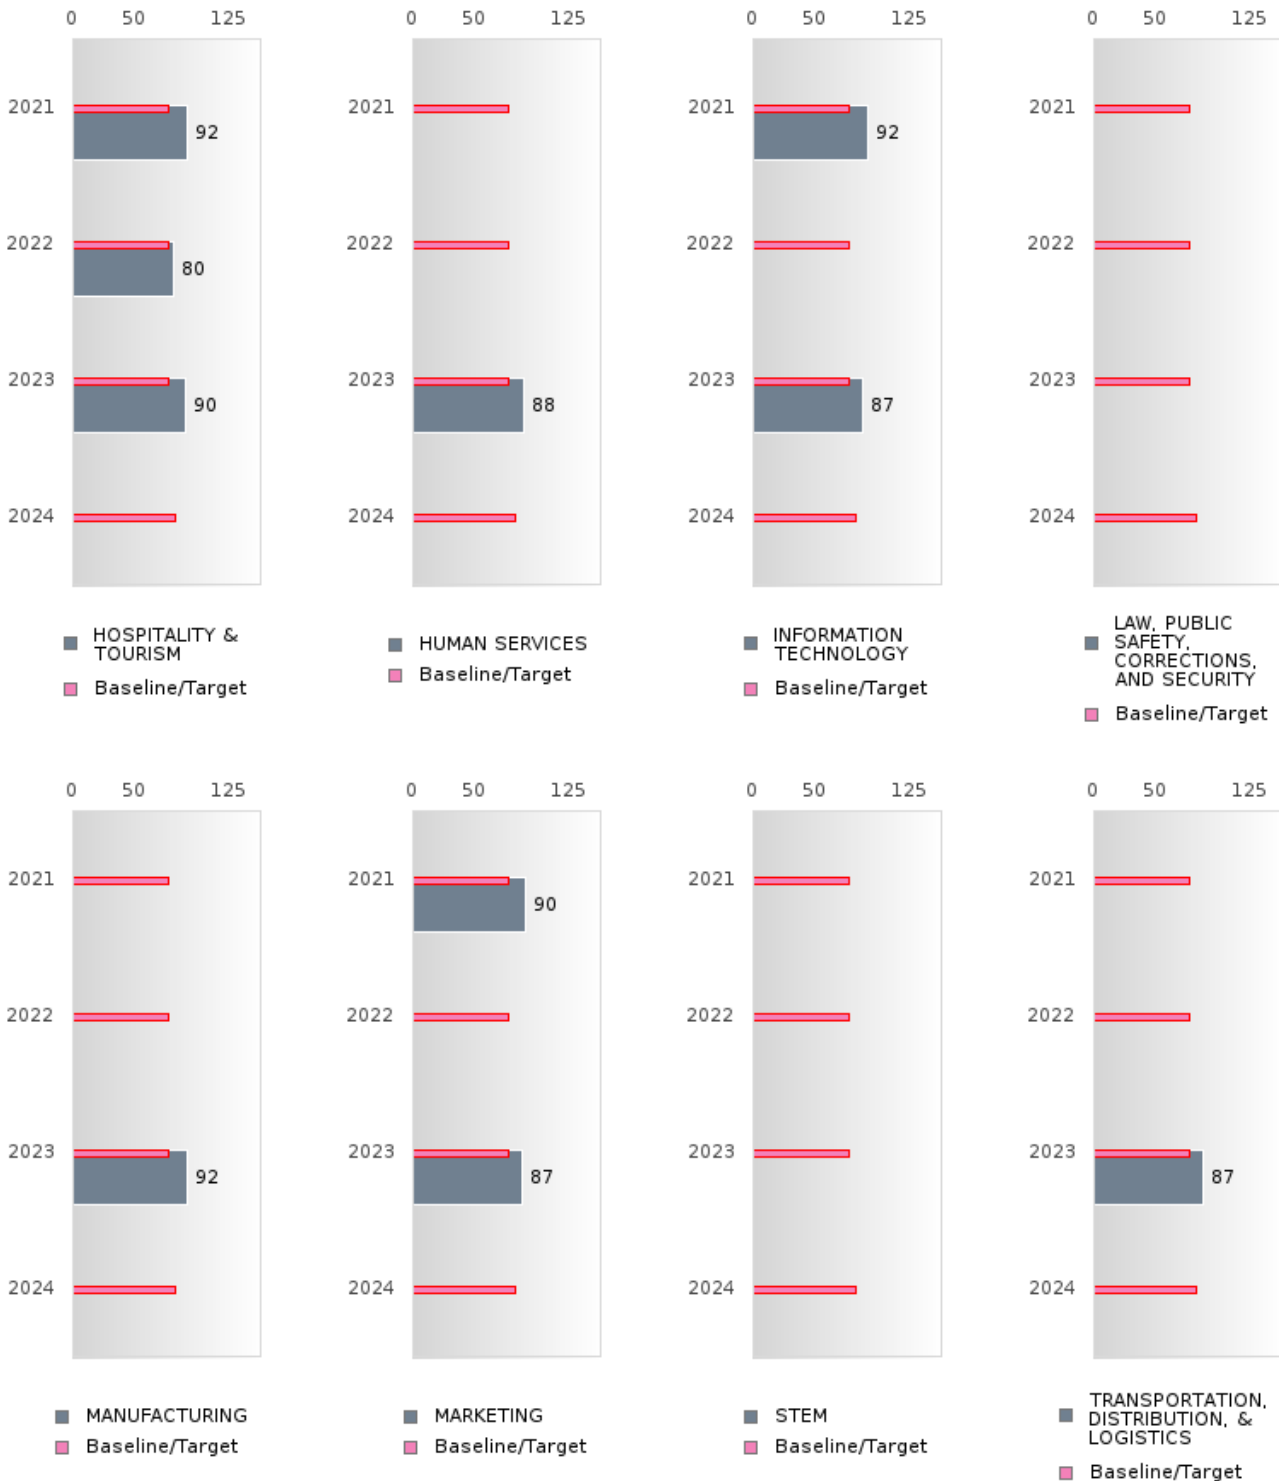 0 50 125 0 50 125 0 50 125 0 50 125
2021 92 2021 2021 92 2021
2022 80 2022 2022 2022
2023 90 2023 88 2023 87 2023
2024 2024 2024 2024
HOSPITALITY &
TOURISM
Baseline/Target
HUMAN SERVICES
Baseline/Target
INFORMATION
TECHNOLOGY
Baseline/Target
LAW, PUBLIC
SAFETY,
CORRECTIONS,
AND SECURITY
Baseline/Target
0 50 125 0 50 125 0 50 125 0 50 125
2021 2021 90 2021 2021
2022 2022 2022 2022
2023 92 2023 87 2023 2023 87
2024 2024 2024 2024
MANUFACTURING
Baseline/Target
MARKETING
Baseline/Target
STEM
Baseline/Target
TRANSPORTATION,
DISTRIBUTION, &
LOGISTICS
Baseline/Target